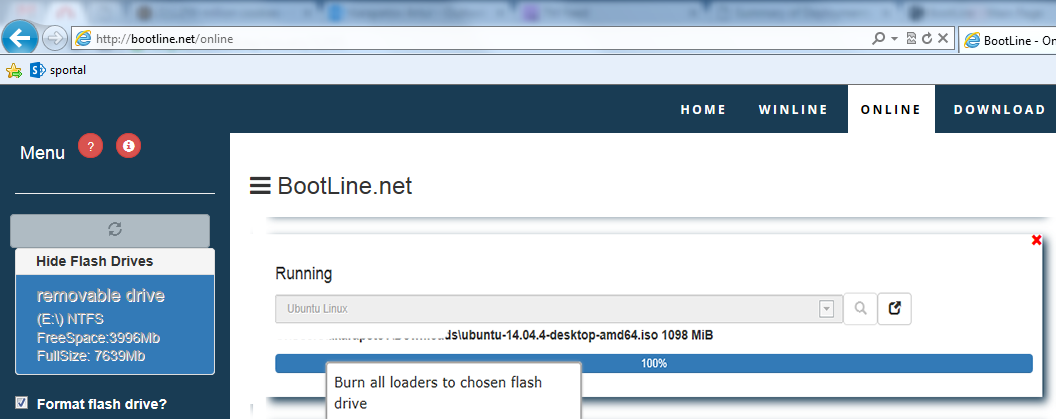 http://bootline.net/online
BootLine - On
sportal
HOME WINLINE ONLINE DOWNLOAD
Menu ?
BootLine.net
Hide Flash Drives
removable drive
(E:\) NTFS
FreeSpace:3996Mb
FullSize: 7639Mb
Format flash drive?
Running
Ubuntu Linux
ds\ubuntu-14.04.4-desktop-amd64.iso 1098 MiB
100%
Burn all loaders to chosen flash
drive